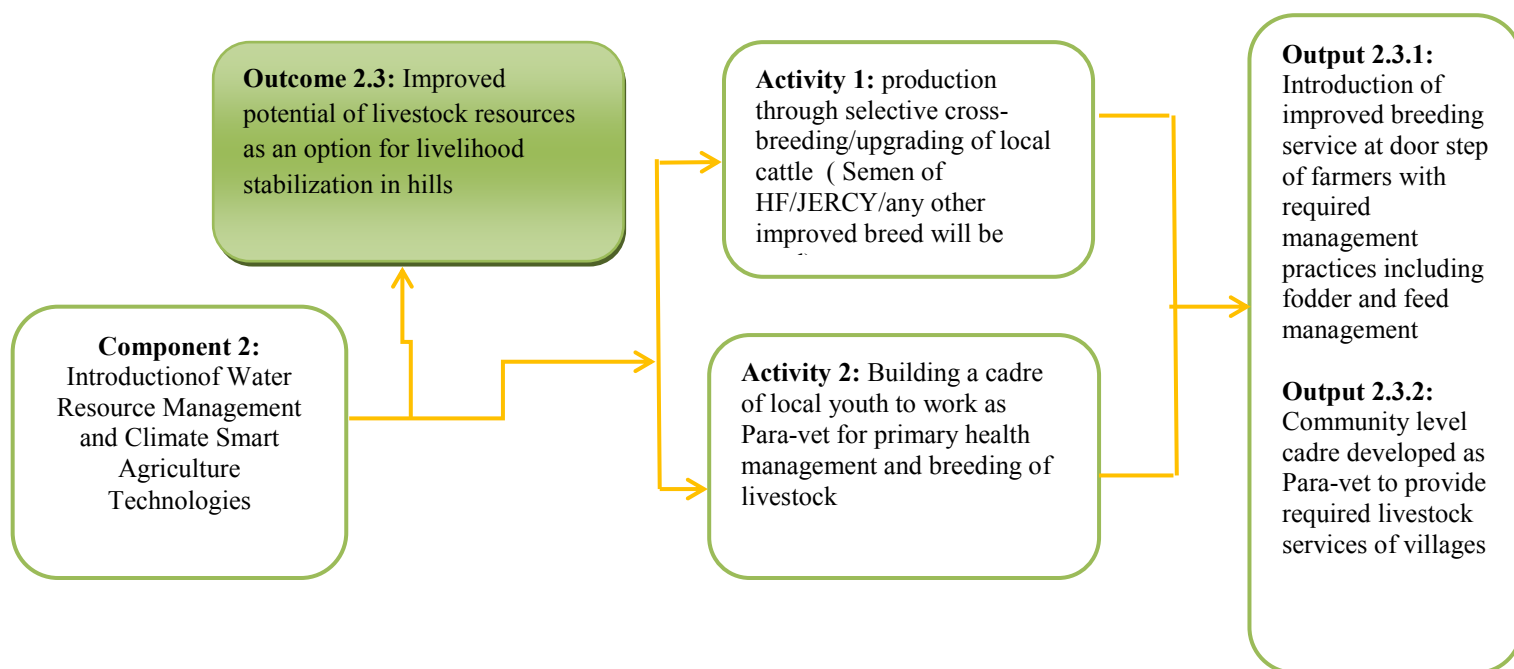 Outcome 2.3: Improved
potential of livestock resources
as an option for livelihood
stabilization in hills
Component 2:
Introductionof Water
Resource Management
and Climate Smart
Agriculture
Technologies
Activity 1: production
through selective cross-
breeding/upgrading of local
cattle ( Semen of
HF/JERCY/any other
improved breed will be
Activity 2: Building a cadre
of local youth to work as
Para-vet for primary health
management and breeding of
livestock
Output 2.3.1:
Introduction of
improved breeding
service at door step
of farmers with
required
management
practices including
fodder and feed
management
Output 2.3.2:
Community level
cadre developed as
Para-vet to provide
required livestock
services of villages